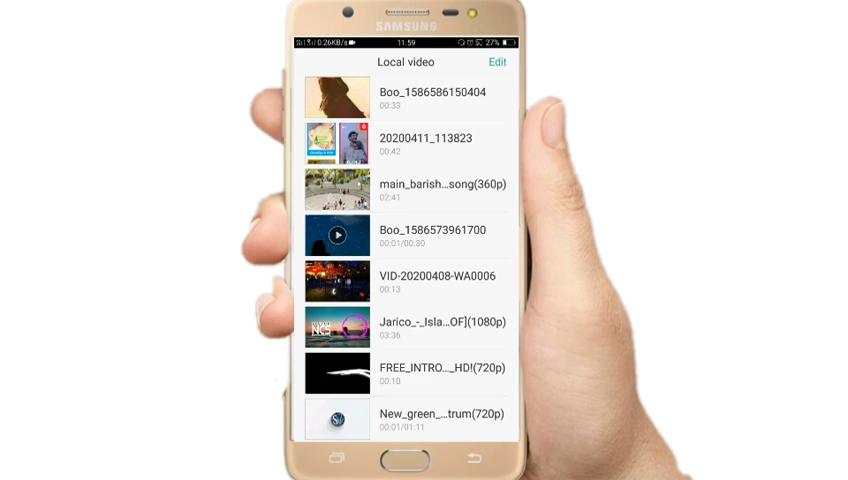 SAMSUNG
0.26KB/s
11:59
27%
Local video
Edit
Boo_1586586150404
00:33
20200411_113823
00:42
main_barish...song(360p)
02:41
Boo_1586573961700
00:01/00:30
VID-20200408-WA0006
00:13
Jarico_-_Isla...OF](1080p)
NCS
03:36
FREE_INTRO..._HD!(720p)
00:10
New_green_...trum(720p)
00:01/01:11